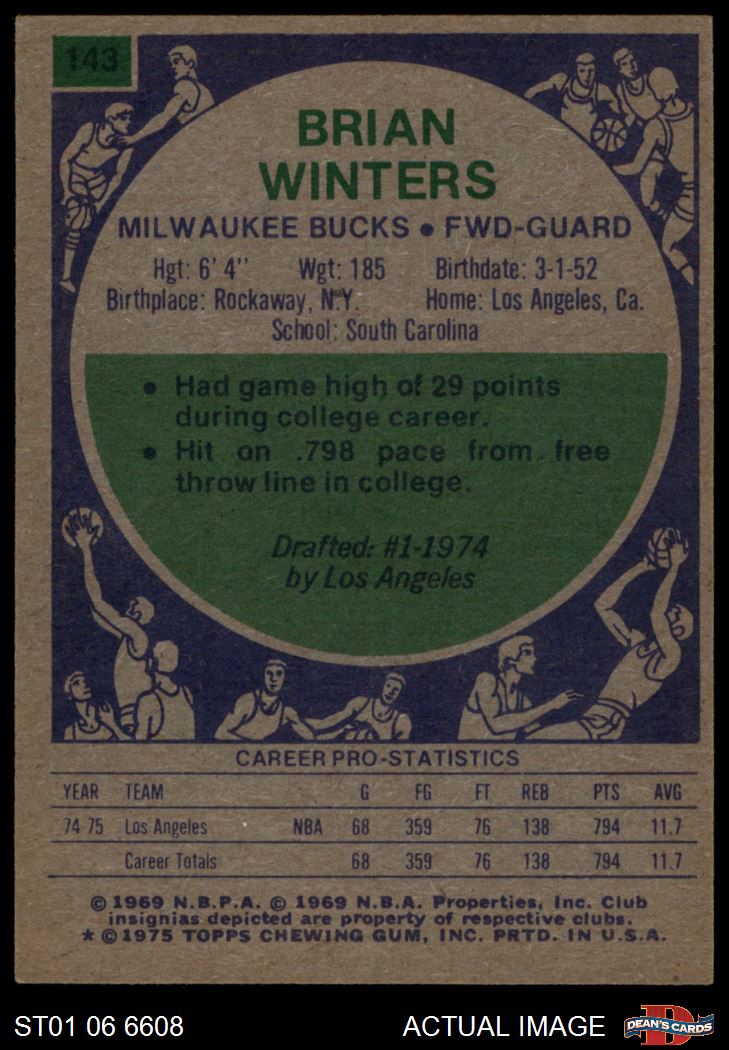 143
BRIAN
WINTERS
MILWAUKEE BUCKS • FWD-GUARD
Hgt: 6' 4'' Wgt: 185 Birthdate: 3-1-52
Birthplace: Rockaway, N.Y. Home: Los Angeles, Ca.
School: South Carolina
• Had game high of 29 points
during college career.
• Hit on .798 pace from free
throw line in college.
Drafted: #1-1974
by Los Angeles
CAREER PRO-STATISTICS
YEAR TEAM G FG FT REB PTS AVG
74-75 Los Angeles NBA 68 359 76 138 794 11.7
Career Totals 68 359 76 138 794 11.7
© 1969 N.B.P.A. © 1969 N.B.A. Properties, Inc. Club
insignias depicted are property of respective clubs.
* © 1975 TOPPS CHEWING GUM, INC. PRTD. IN U.S.A.
ST01 06 6608 ACTUAL IMAGE D DEAN'S CARDS